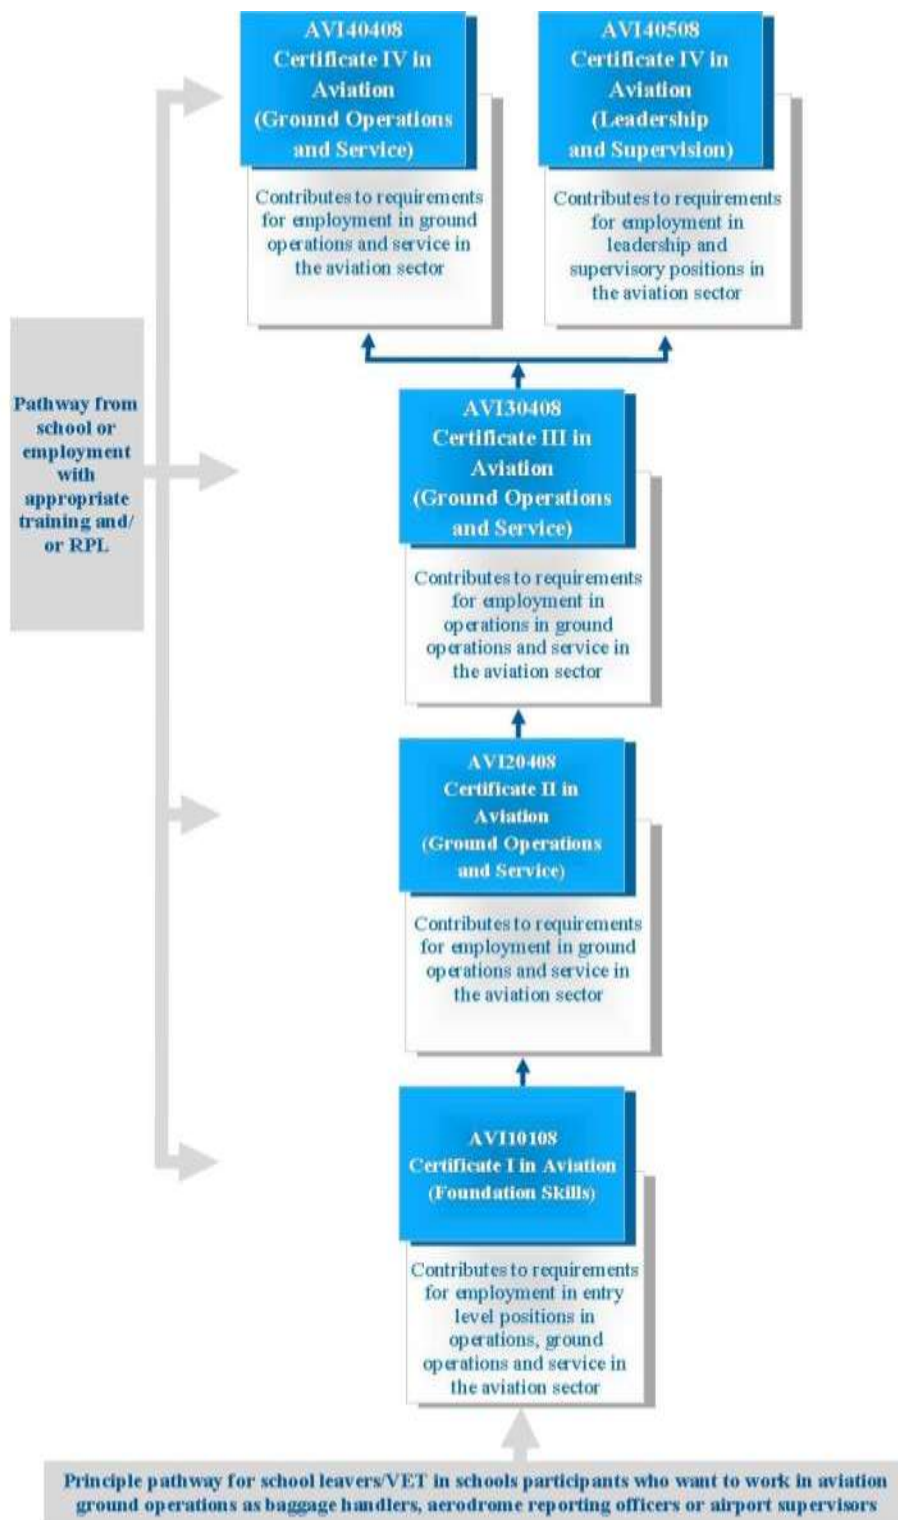 AVI40408
Certificate IV in
Aviation
(Ground Operations
and Service)
Contributes to requirements
for employment in ground
operations and service in
the aviation sector
AVI40508
Certificate IV in
Aviation
(Leadership
and Supervision)
Contributes to requirements
for employment in
leadership and
supervisory positions in
the aviation sector
Pathway from
school or
employment
with
appropriate
training and/
or RPL
AVI30408
Certificate III in
Aviation
(Ground Operations
and Service)
Contributes to requirements
for employment in
operations in ground
operations and service in
the aviation sector
AVI20408
Certificate II in
Aviation
(Ground Operations
and Service)
Contributes to requirements
for employment in ground
operations and service in
the aviation sector
AVI10108
Certificate I in Aviation
(Foundation Skills)
Contributes to requirements
for employment in entry
level positions in
operations, ground
operations and service in
the aviation sector
Principle pathway for school leavers/VET in schools participants who want to work in aviation
ground operations as baggage handlers, aerodrome reporting officers or airport supervisors